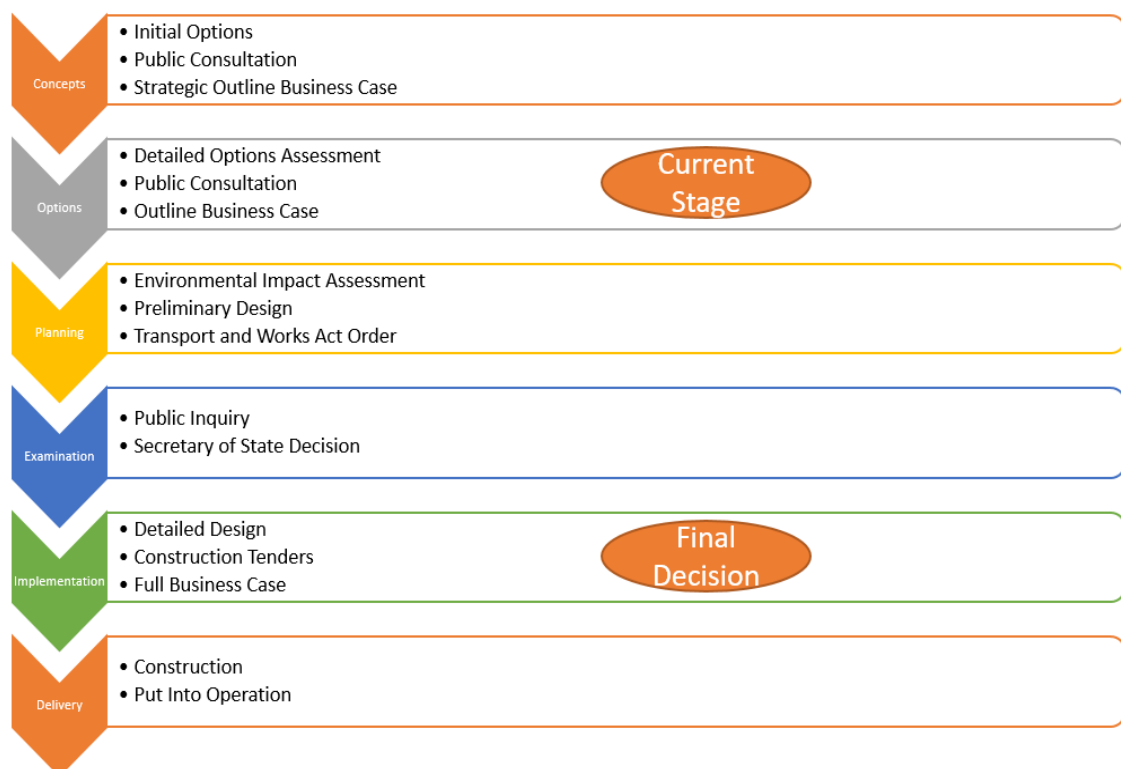 Concepts
• Initial Options
• Public Consultation
• Strategic Outline Business Case
Options
• Detailed Options Assessment
• Public Consultation
• Outline Business Case
Current
Stage
Planning
• Environmental Impact Assessment
• Preliminary Design
• Transport and Works Act Order
Examination
• Public Inquiry
• Secretary of State Decision
Implementation
• Detailed Design
• Construction Tenders
• Full Business Case
Final
Decision
Delivery
• Construction
• Put Into Operation